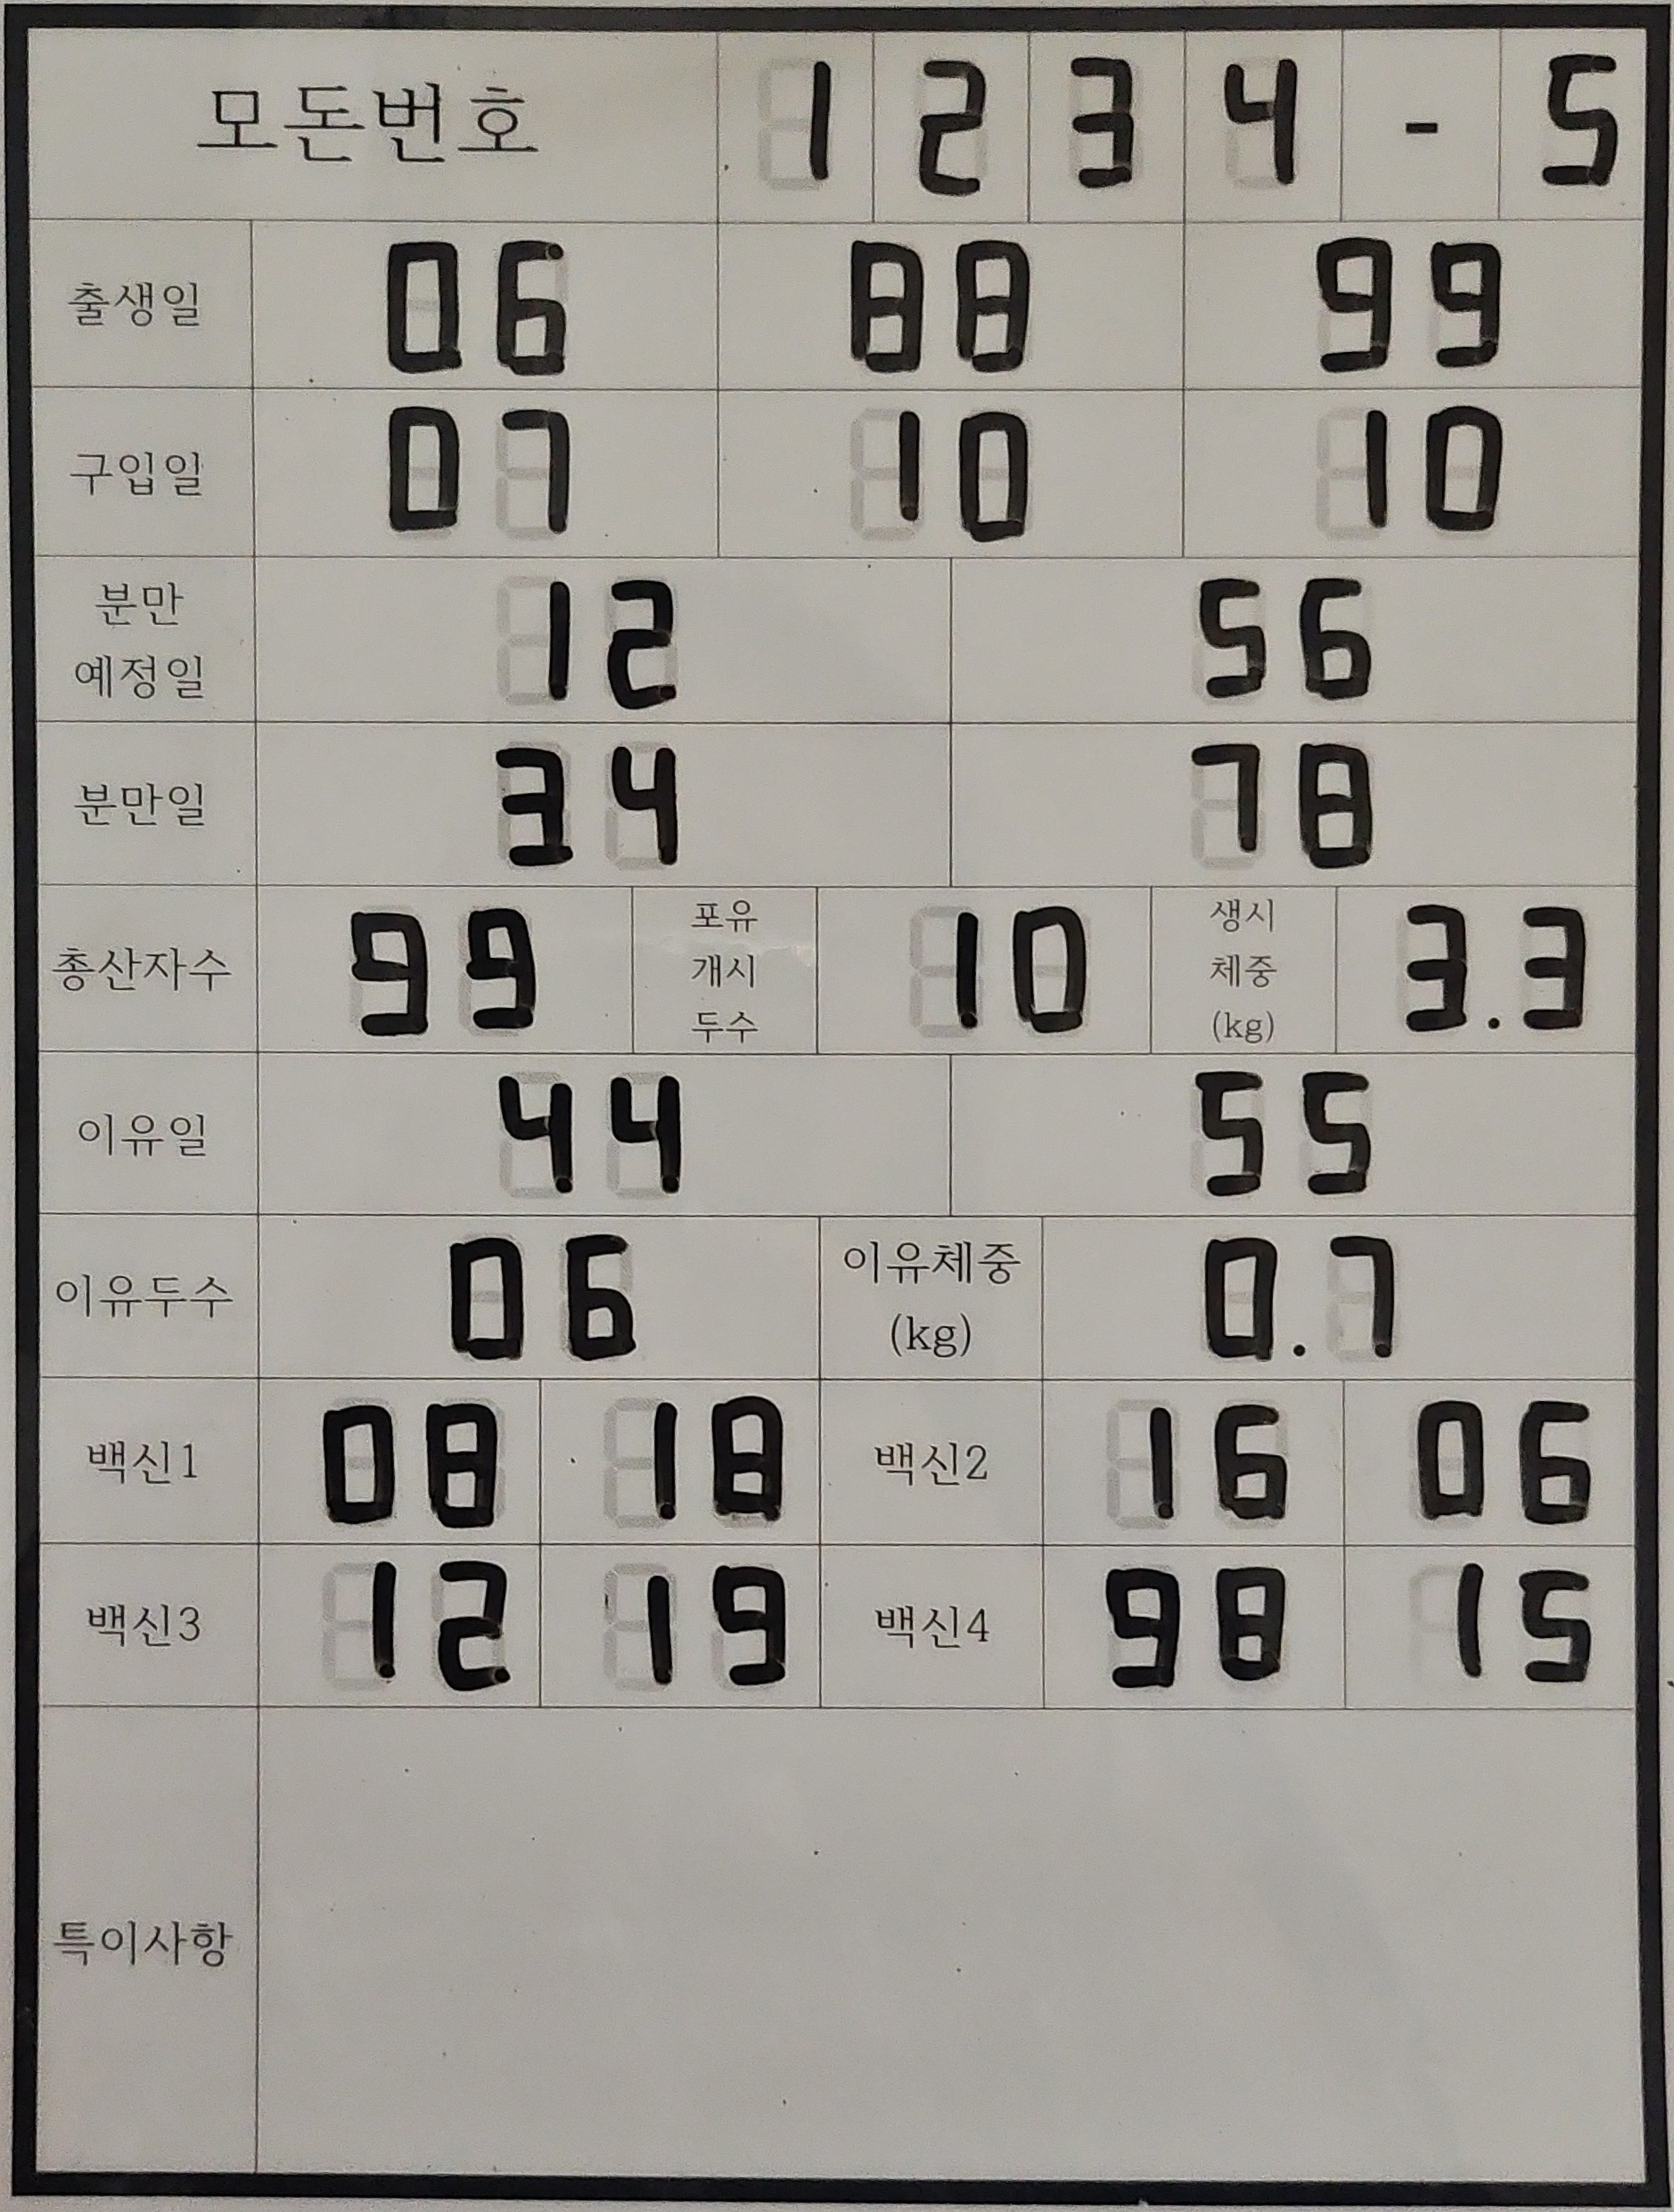 모돈번호 1 2 3 4 - 5
출생일 06 88 99
구입일 07 10 10
분만
예정일 12 56
분만일 34 78
총산자수 99 포유
개시
두수 10 생시
체중
(kg) 3.3
이유일 44 55
이유두수 06 이유체중
(kg) 0.7
백신1 08 18 백신2 16 06
백신3 12 19 백신4 98 15
특이사항